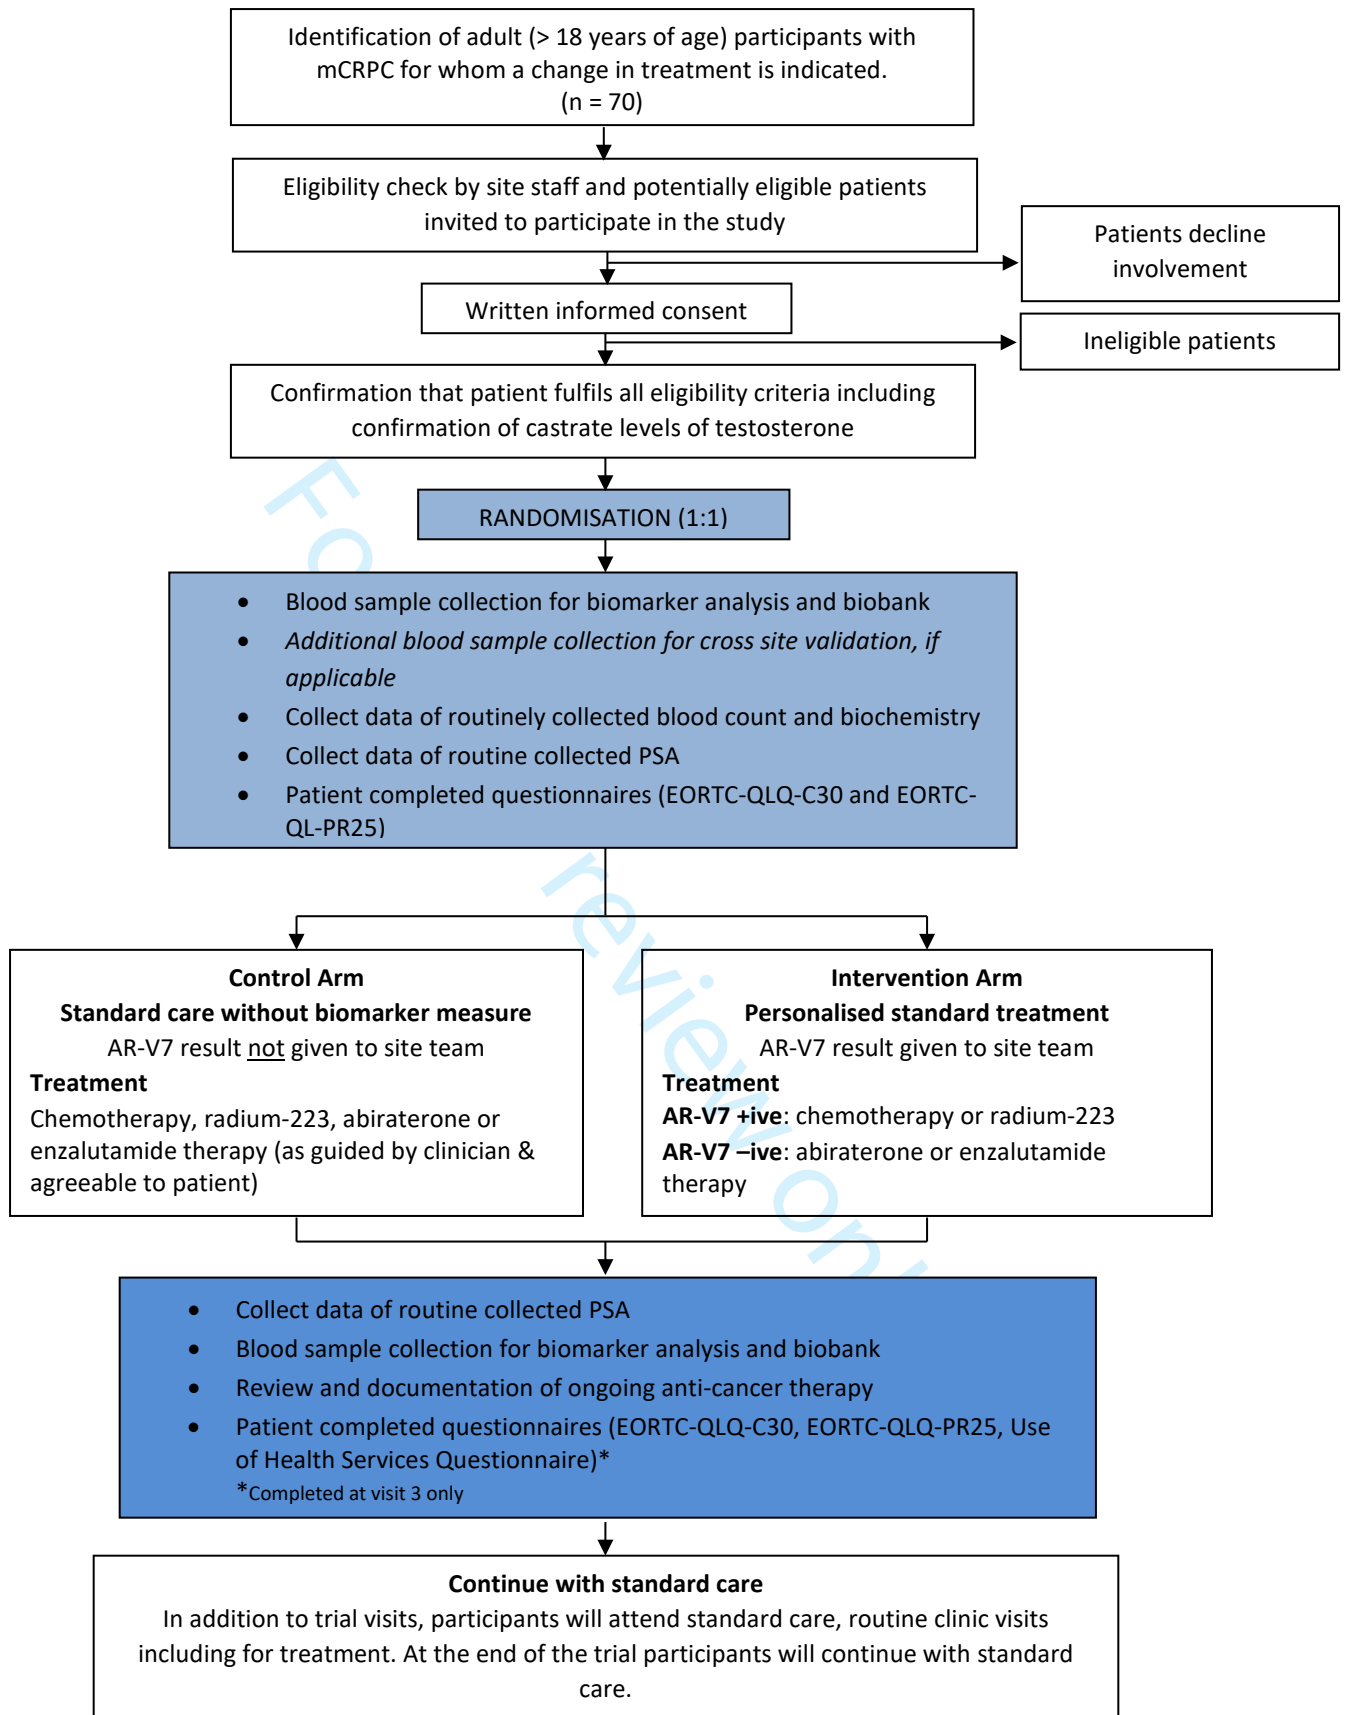 Identification of adult (> 18 years of age) participants with
mCRPC for whom a change in treatment is indicated.
(n = 70)
Eligibility check by site staff and potentially eligible patients
invited to participate in the study
Patients decline
involvement
Written informed consent
Ineligible patients
Confirmation that patient fulfils all eligibility criteria including
confirmation of castrate levels of testosterone
RANDOMISATION (1:1)
• Blood sample collection for biomarker analysis and biobank
• Additional blood sample collection for cross site validation, if
applicable
• Collect data of routinely collected blood count and biochemistry
• Collect data of routine collected PSA
• Patient completed questionnaires (EORTC-QLQ-C30 and EORTC-
QL-PR25)
Control Arm
Standard care without biomarker measure
AR-V7 result not given to site team
Treatment
Chemotherapy, radium-223, abiraterone or
enzalutamide therapy (as guided by clinician &
agreeable to patient)
Intervention Arm
Personalised standard treatment
AR-V7 result given to site team
Treatment
AR-V7 +ive: chemotherapy or radium-223
AR-V7 –ive: abiraterone or enzalutamide
therapy
• Collect data of routine collected PSA
• Blood sample collection for biomarker analysis and biobank
• Review and documentation of ongoing anti-cancer therapy
• Patient completed questionnaires (EORTC-QLQ-C30, EORTC-QLQ-PR25, Use
of Health Services Questionnaire)*
*Completed at visit 3 only
Continue with standard care
In addition to trial visits, participants will attend standard care, routine clinic visits
including for treatment. At the end of the trial participants will continue with standard
care.
review